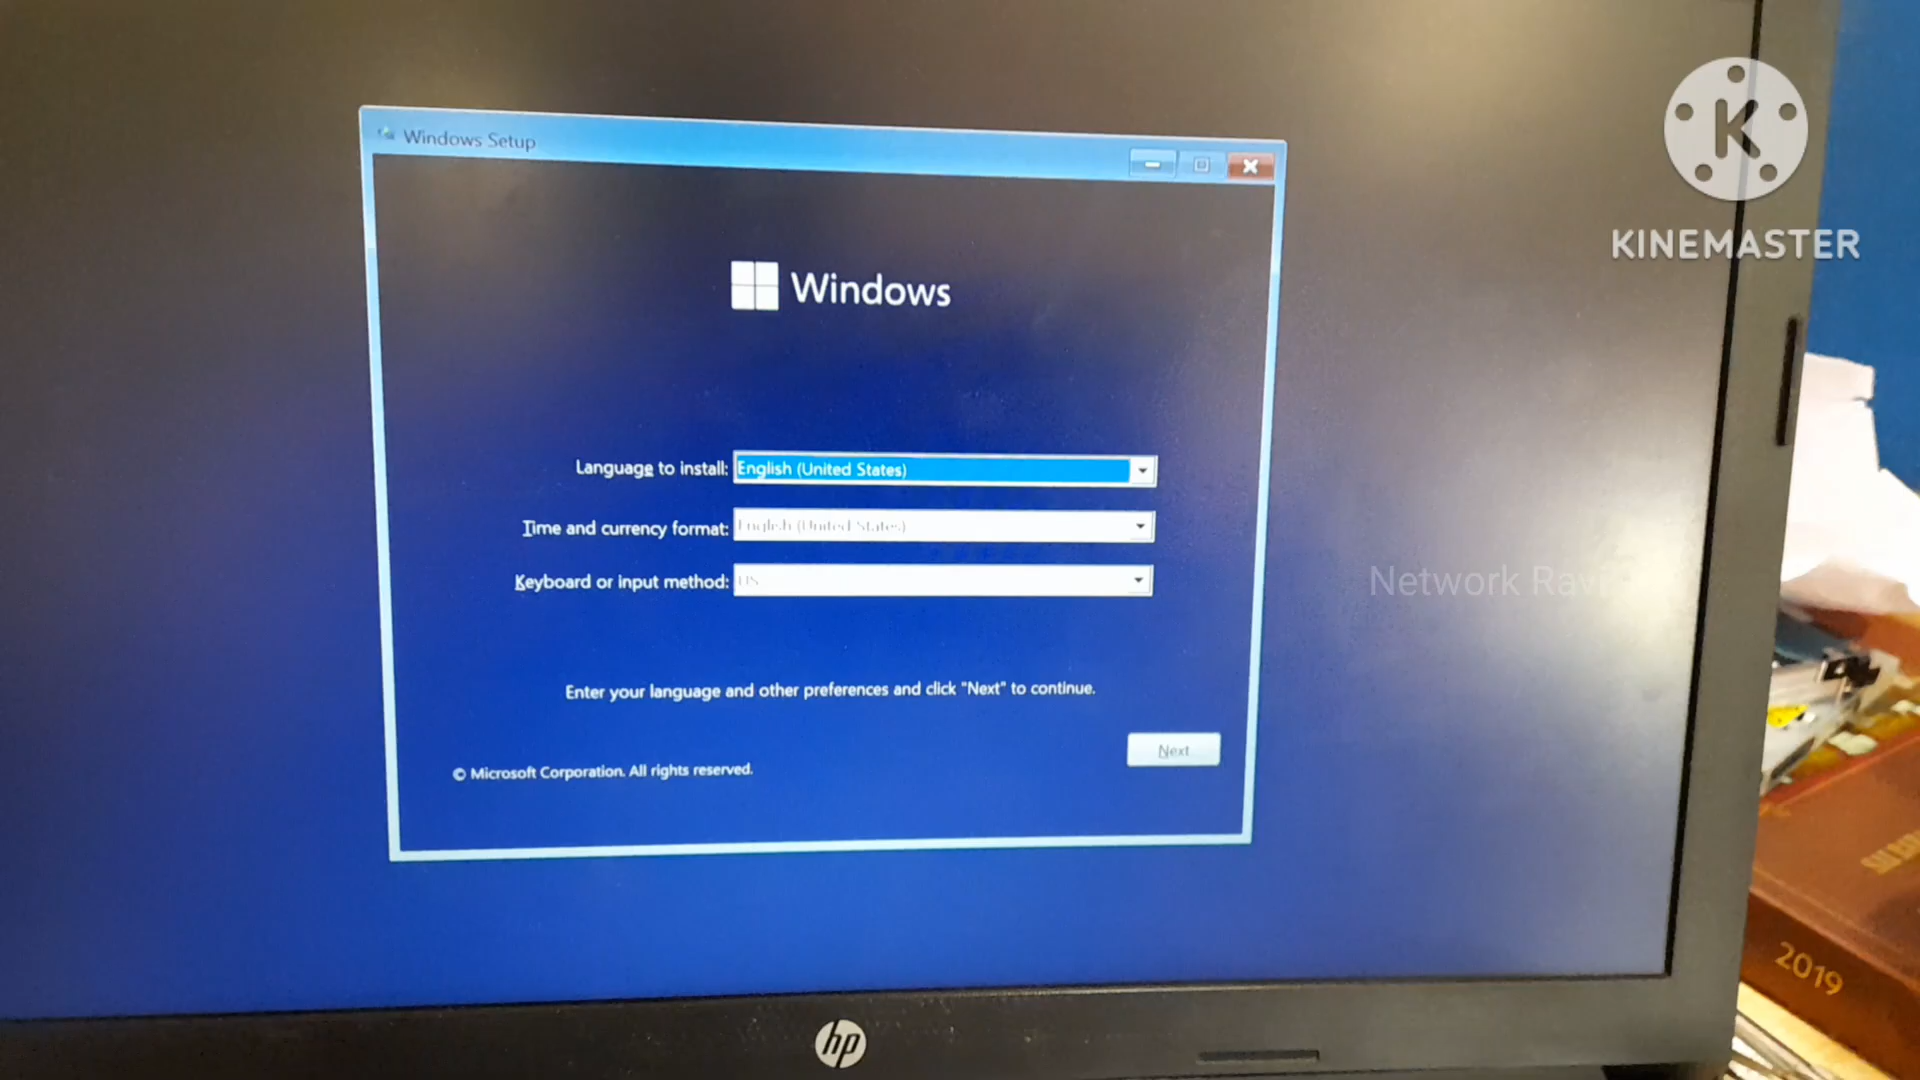 Windows Setup
KINEMASTER
Windows
Language to install: English (United States)
Time and currency format: English (United States)
Keyboard or input method: US
Network Ravi
Enter your language and other preferences and click "Next" to continue.
Next
© Microsoft Corporation. All rights reserved.
2019
hp